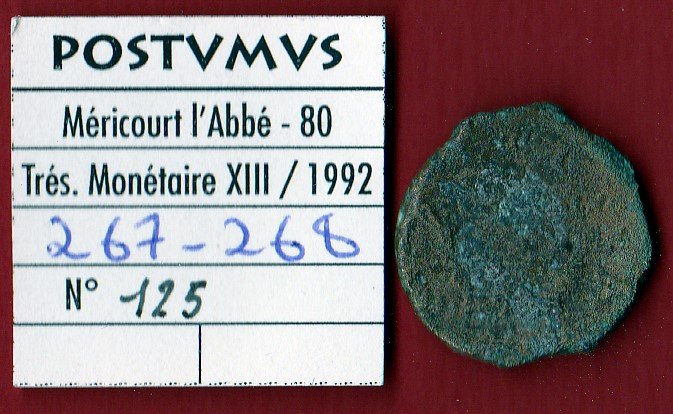 POSTVMVS
Méricourt l'Abbé - 80
Trés. Monétaire XIII / 1992
267-268
N° 125